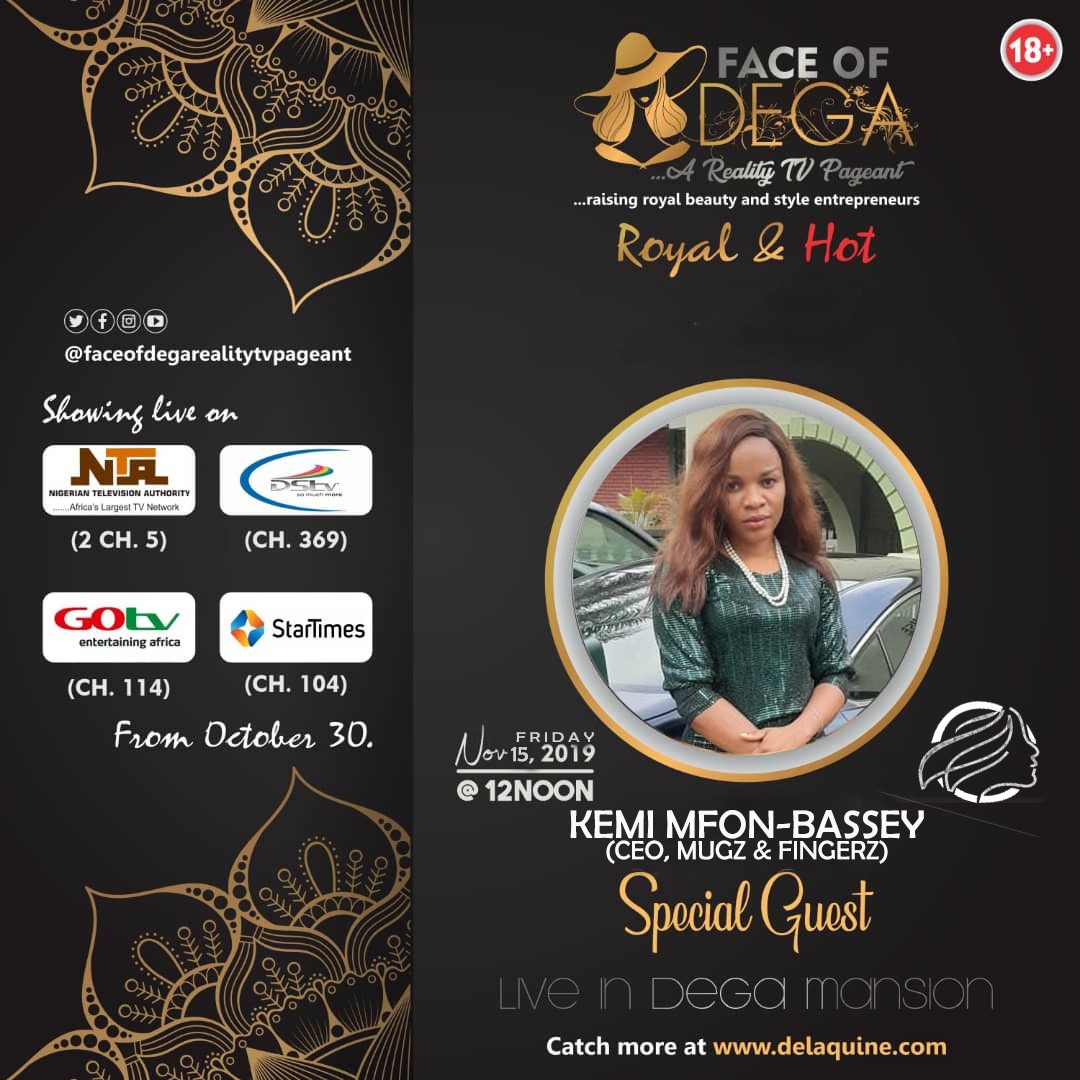 18+
FACE OF
DEGA
...A Reality TV Pageant
...raising royal beauty and style entrepreneurs
Royal & Hot
@faceofdegarealitytvpageant
Showing live on
NTA
NIGERIAN TELEVISION AUTHORITY
......Africa's Largest TV Network
(2 CH. 5)
DStv
so much more
(CH. 369)
GOtv
entertaining africa
(CH. 114)
StarTimes
(CH. 104)
From October 30.
FRIDAY
Nov 15, 2019
@ 12NOON
KEMI MFON-BASSEY
(CEO, MUGZ & FINGERZ)
Special Guest
Live in Dega mansion
Catch more at www.delaquine.com